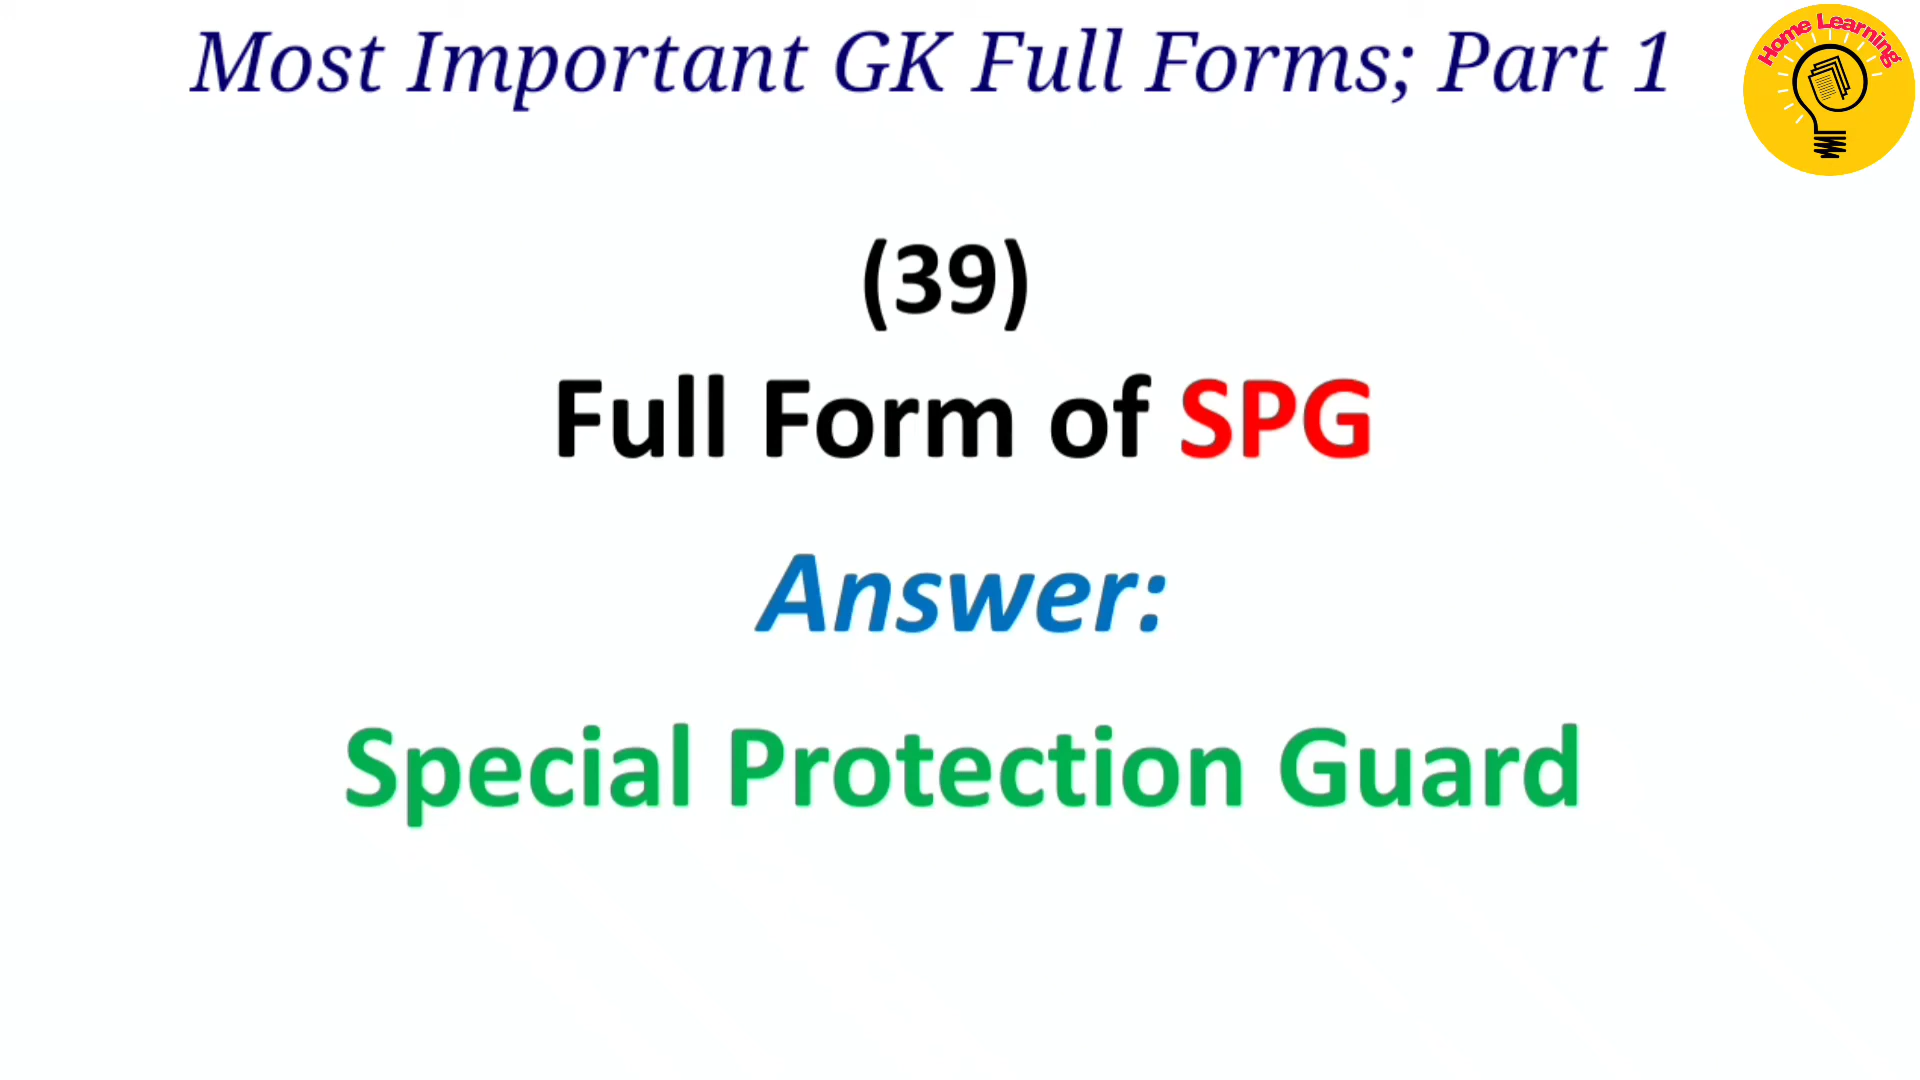 Most Important GK Full Forms; Part 1
Home Learning
(39)
Full Form of SPG
Answer:
Special Protection Guard